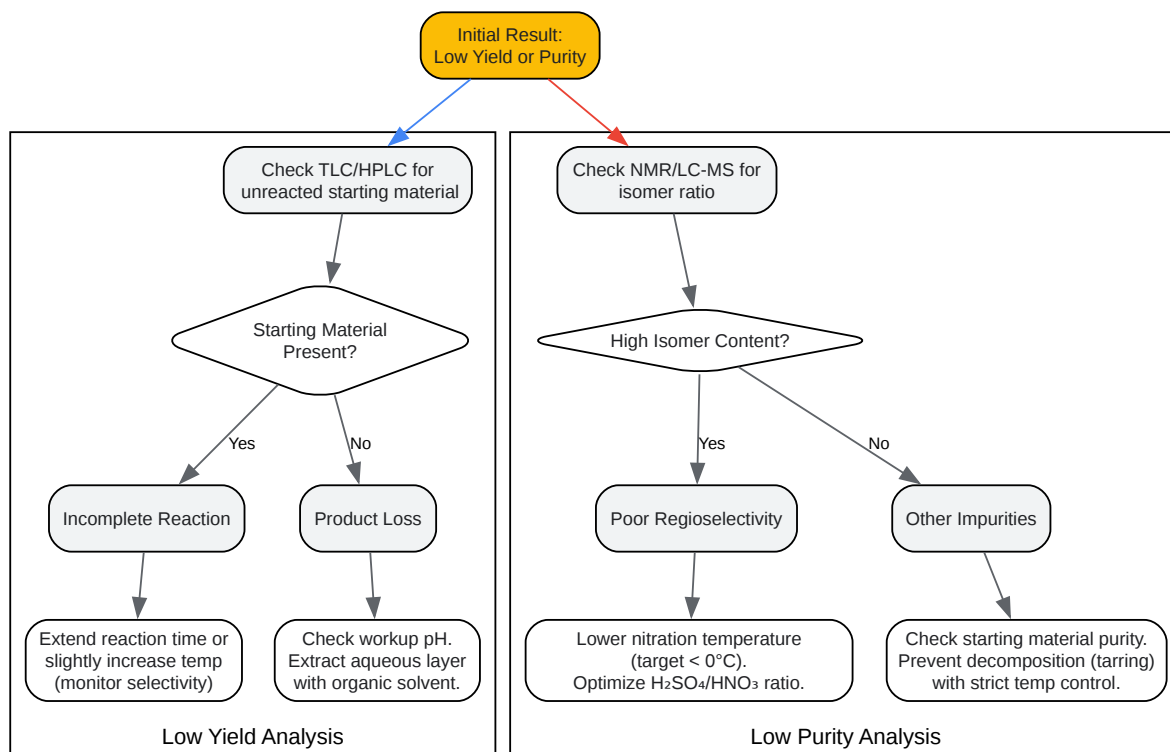 Initial Result:
Low Yield or Purity
Check TLC/HPLC for
unreacted starting material
Starting Material
Present?
Yes
No
Incomplete Reaction
Product Loss
Extend reaction time or
slightly increase temp
(monitor selectivity)
Check workup pH.
Extract aqueous layer
with organic solvent.
Low Yield Analysis
Check NMR/LC-MS for
isomer ratio
High Isomer Content?
Yes
No
Poor Regioselectivity
Other Impurities
Lower nitration temperature
(target < 0°C).
Optimize H₂SO₄/HNO₃ ratio.
Check starting material purity.
Prevent decomposition (tarring)
with strict temp control.
Low Purity Analysis